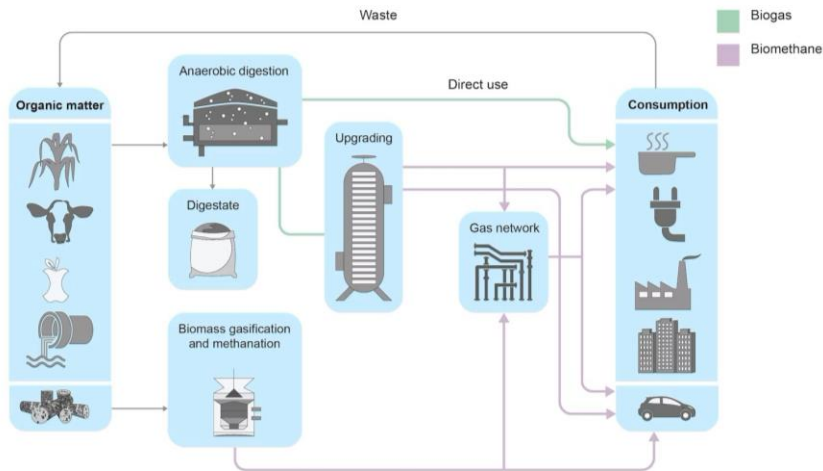 Waste
Biogas
Biomethane
Anaerobic digestion
Direct use
Organic matter
Consumption
Upgrading
Digestate
Gas network
Biomass gasification
and methanation